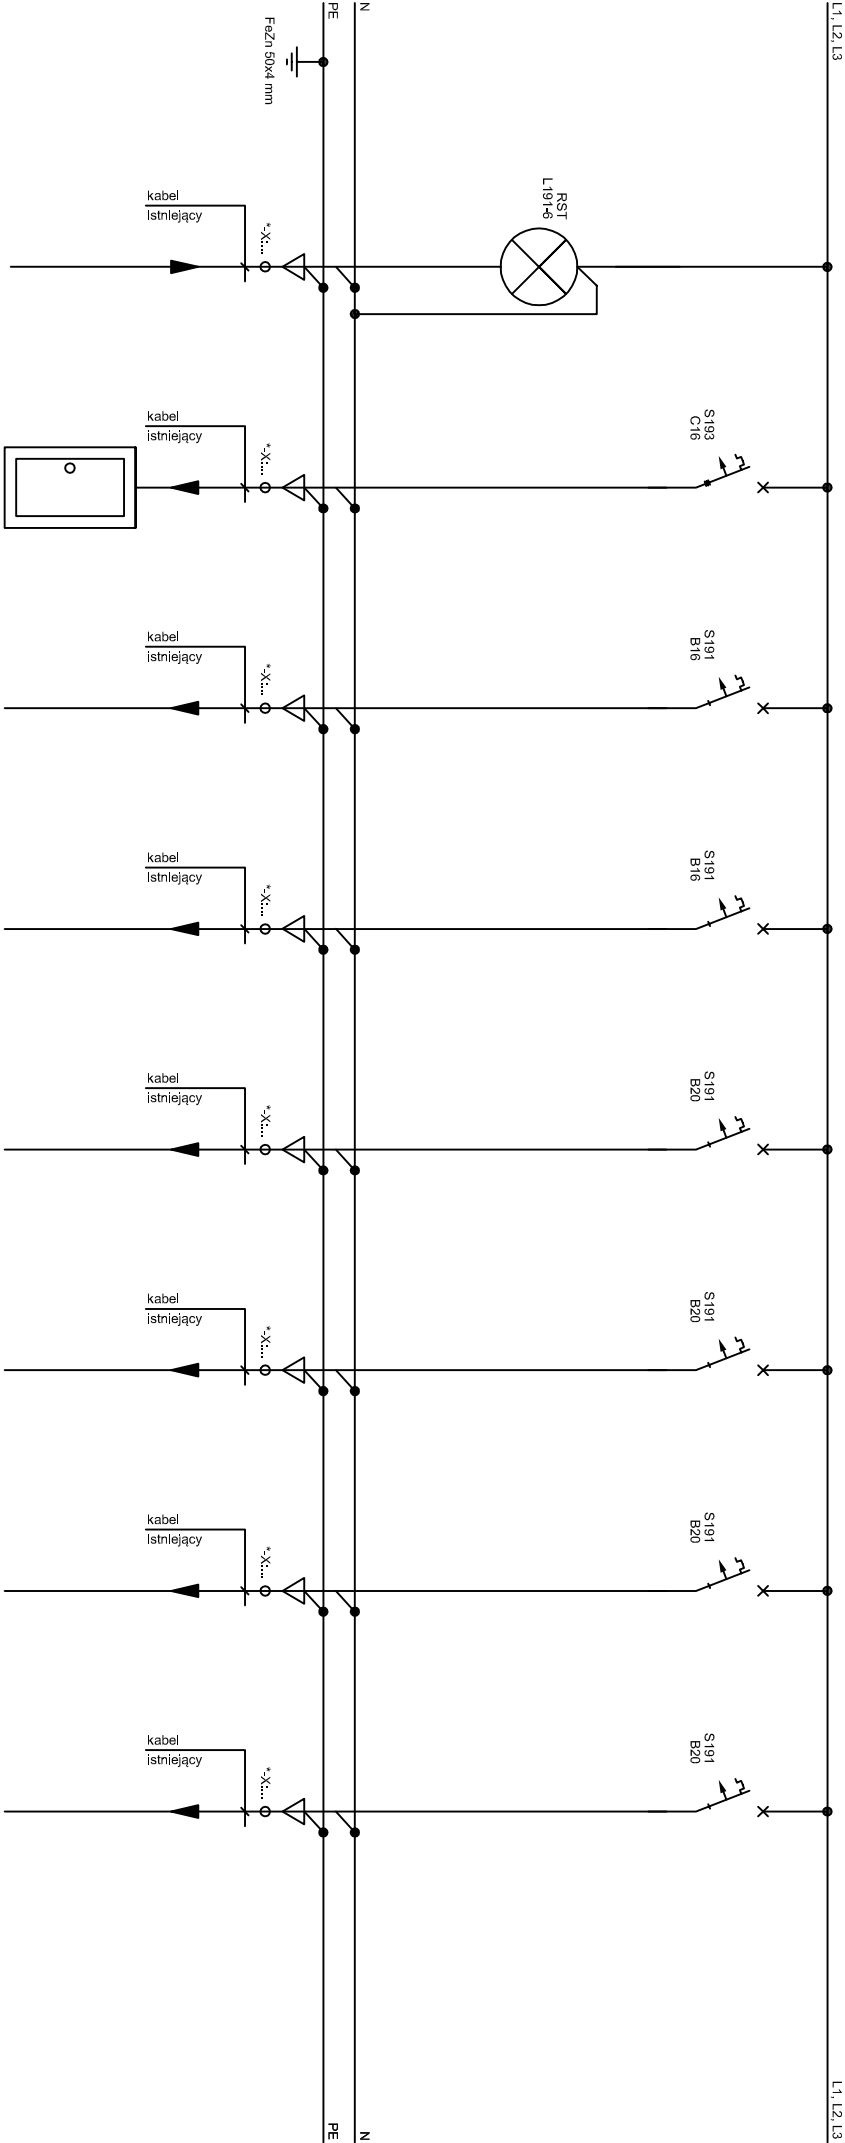 L1, L2, L3
N
PE
FeZn 50x4 mm
RST
L191-6
kabel
istniejący
*-X:...
S193
C16
kabel
istniejący
*-X:...
S191
B16
kabel
istniejący
*-X:...
S191
B16
kabel
istniejący
*-X:...
S191
B20
kabel
istniejący
*-X:...
S191
B20
kabel
istniejący
*-X:...
S191
B20
kabel
istniejący
*-X:...
S191
B20
kabel
istniejący
*-X:...
L1, L2, L3
N
PE